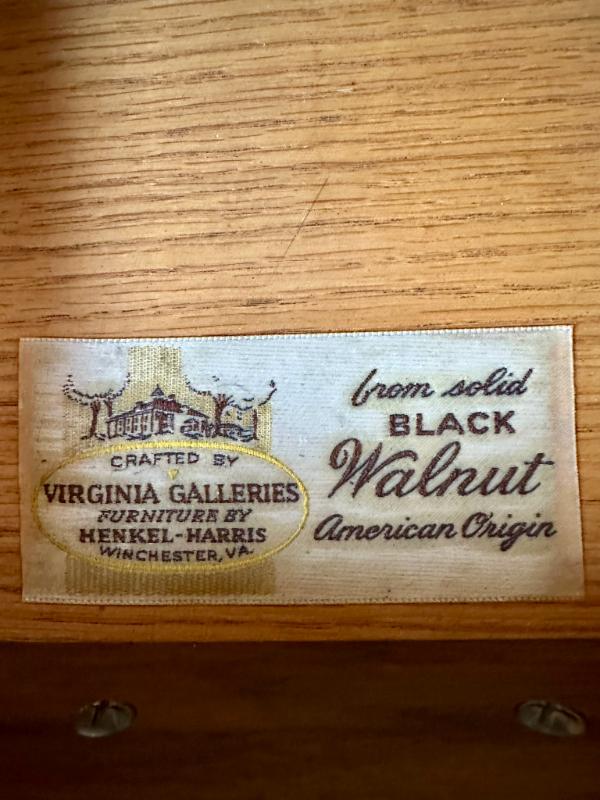 CRAFTED BY
VIRGINIA GALLERIES
FURNITURE BY
HENKEL-HARRIS
WINCHESTER, VA.
from solid
BLACK
Walnut
American Origin